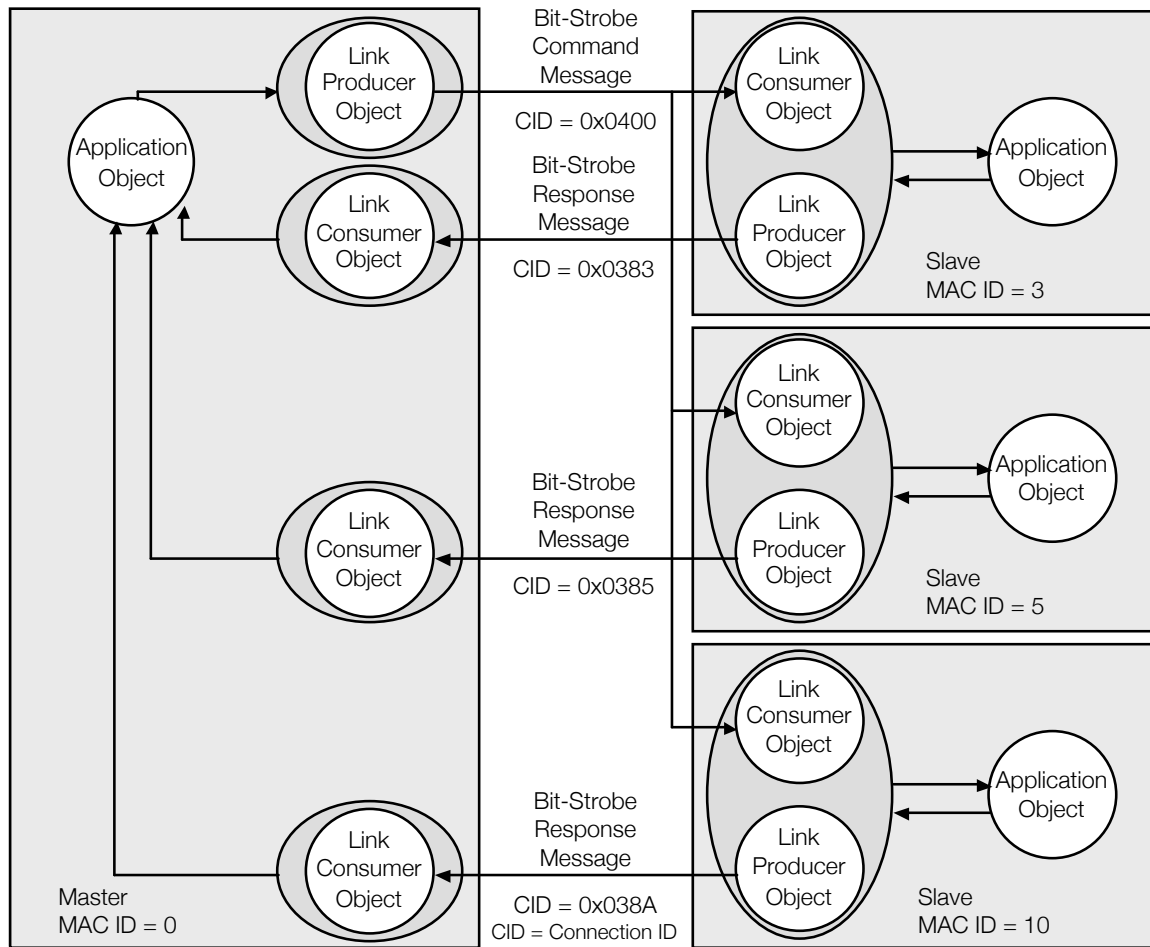 Bit-Strobe
Command
Message
CID = 0x0400
Link
Producer
Object
Application
Object
Link
Consumer
Object
Bit-Strobe
Response
Message
CID = 0x0383
Link
Consumer
Object
Link
Producer
Object
Application
Object
Slave
MAC ID = 3
Link
Consumer
Object
Link
Producer
Object
Application
Object
Slave
MAC ID = 5
Bit-Strobe
Response
Message
CID = 0x0385
Link
Consumer
Object
Link
Consumer
Object
Link
Producer
Object
Application
Object
Slave
MAC ID = 10
Bit-Strobe
Response
Message
CID = 0x038A
CID = Connection ID
Link
Consumer
Object
Master
MAC ID = 0